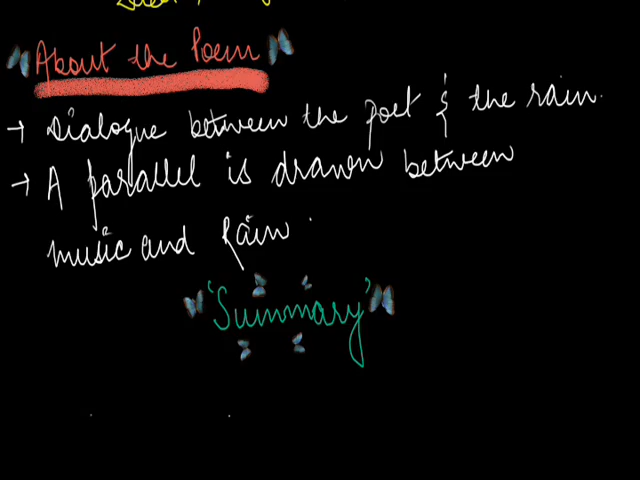 About the Poem
→ Dialogue between the poet & the rain.
→ A parallel is drawn between
music and Rain.
'Summary'